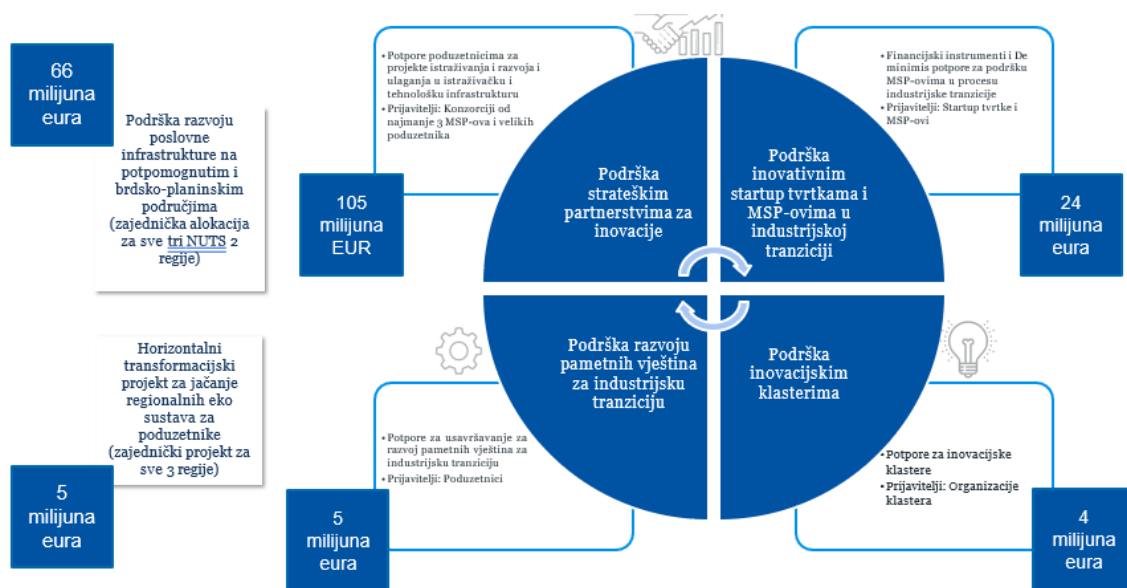 66
milijuna
eura
Podrška razvoju
poslovne
infrastrukture na
potpomognutim i
brdsko-planinskim
područjima
(zajednička alokacija
za sve tri NUTS 2
regije)
Horizontalni
transformacijski
projekt za jačanje
regionalnih eko
sustava za
poduzetnike
(zajednički projekt za
sve 3 regije)
5
milijuna
eura
•Potpore poduzetnicima za
projekte istraživanja i razvoja i
ulaganja u istraživačku i
tehnološku infrastrukturu
•Prijavitelji: Konzorciji od
najmanje 3 MSP-ova i velikih
poduzetnika
105
milijuna
EUR
Podrška
strateškim
partnerstvima za
inovacije
Podrška
inovativnim
startup tvrtkama i
MSP-ovima u
industrijskoj
tranziciji
•Financijski instrumenti i De
minimis potpore za podršku
MSP-ovima u procesu
industrijske tranzicije
•Prijavitelji: Startup tvrtke i
MSP-ovi
24
milijuna
eura
Podrška razvoju
pametnih vještina
za industrijsku
tranziciju
Podrška
inovacijskim
klasterima
•Potpore za usavršavanje za
razvoj pametnih vještina za
industrijsku tranziciju
•Prijavitelji: Poduzetnici
5
milijuna
eura
•Potpore za inovacijske
klastere
•Prijavitelji: Organizacije
klastera
4
milijuna
eura